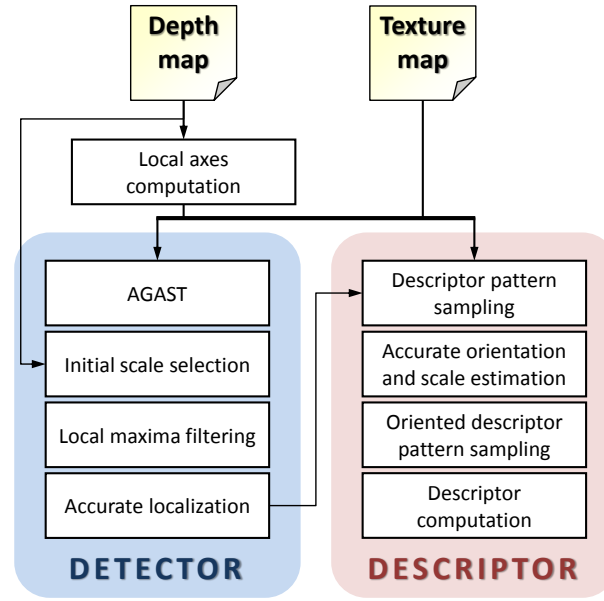 Depth
map
Texture
map
Local axes
computation
AGAST
Initial scale selection
Local maxima filtering
Accurate localization
DETECTOR
Descriptor pattern
sampling
Accurate orientation
and scale estimation
Oriented descriptor
pattern sampling
Descriptor
computation
DESCRIPTOR